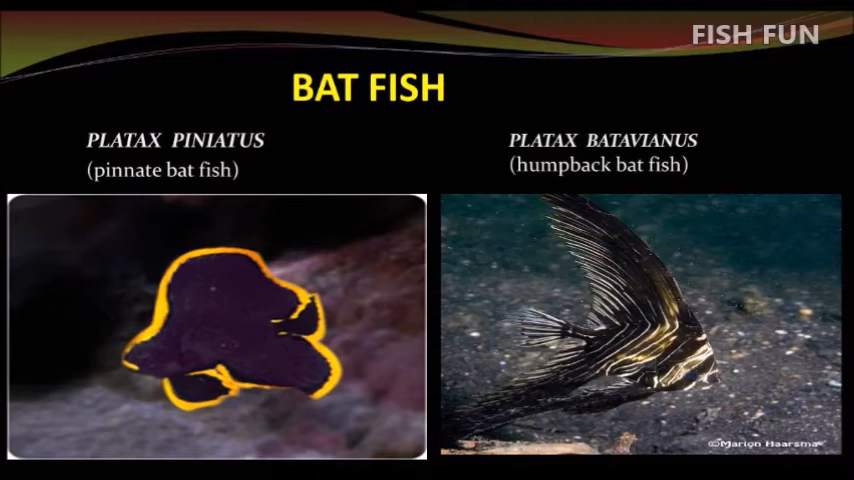 FISH FUN
BAT FISH
PLATAX PINIATUS
(pinnate bat fish)
PLATAX BATAVIANUS
(humpback bat fish)
©Marion Haarsma